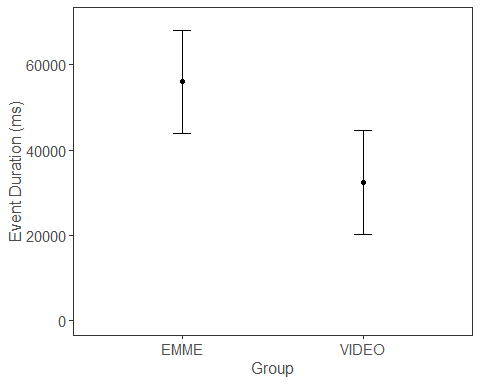 Event Duration (ms)
60000
40000
20000
0
EMME VIDEO
Group